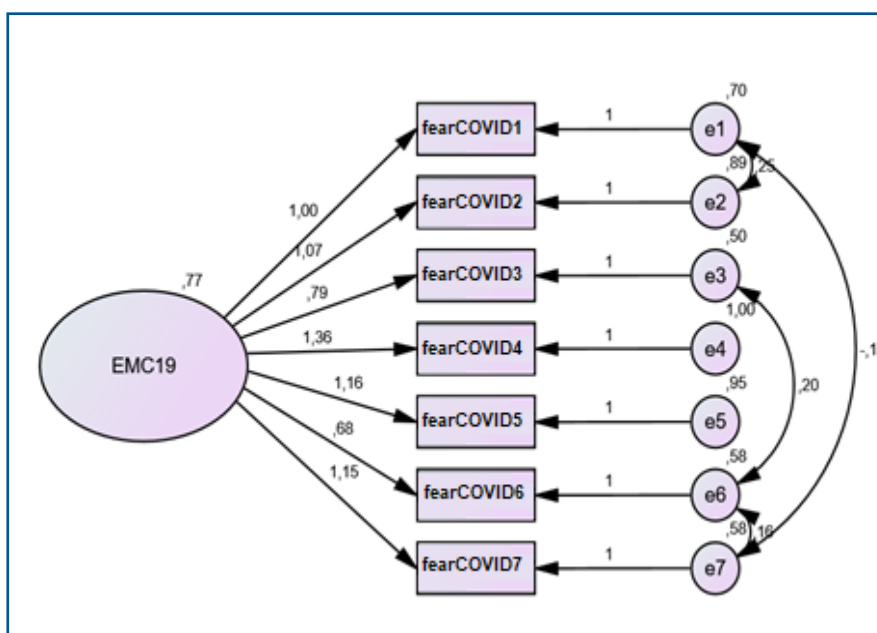 ,70
fearCOVID1
1
e1
,89
,25
1,00
fearCOVID2
1
e2
1,07
,50
,77
,79
fearCOVID3
1
e3
1,00
1,36
fearCOVID4
1
e4
-,1
EMC19
,95
,20
1,16
fearCOVID5
1
e5
,68
,58
1,15
fearCOVID6
1
e6
,58
,16
fearCOVID7
1
e7